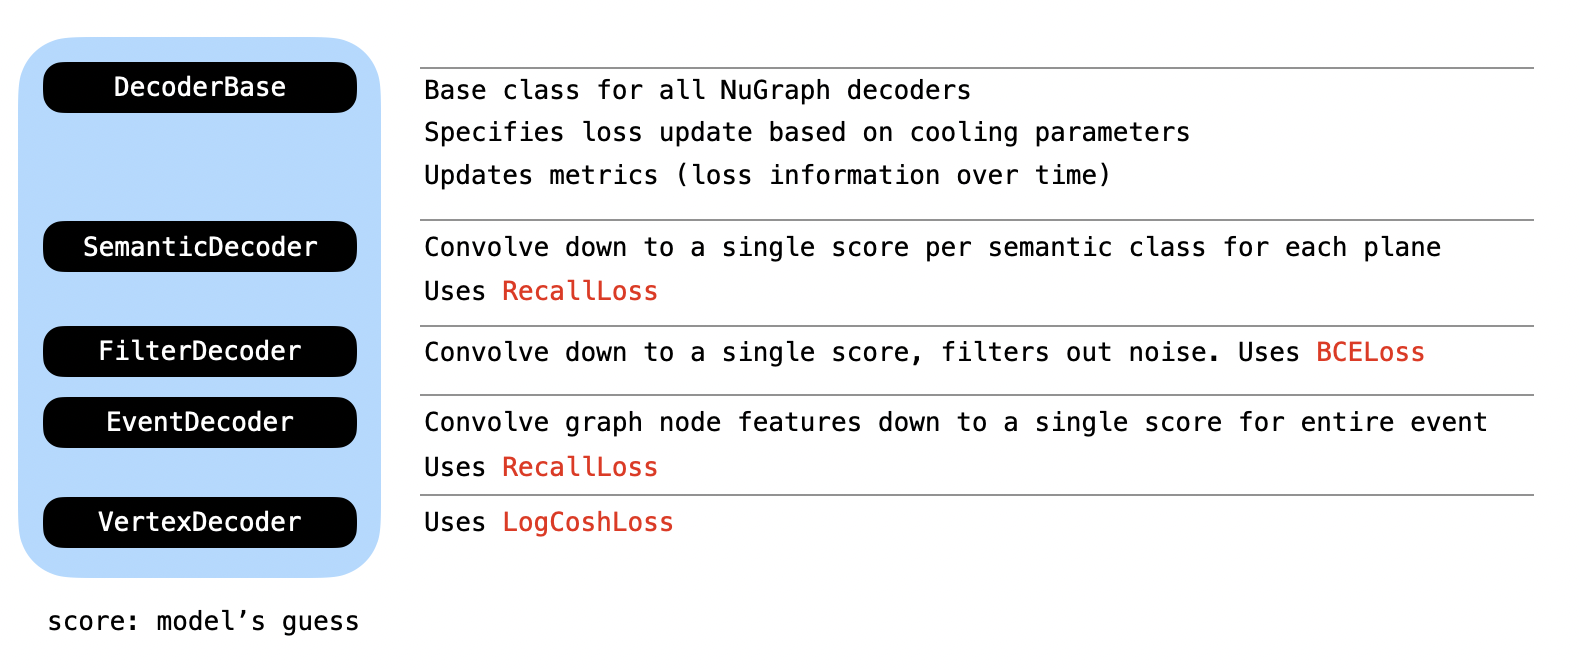 DecoderBase
Base class for all NuGraph decoders
Specifies loss update based on cooling parameters
Updates metrics (loss information over time)
SemanticDecoder
Convolve down to a single score per semantic class for each plane
Uses RecallLoss
FilterDecoder
Convolve down to a single score, filters out noise. Uses BCELoss
EventDecoder
Convolve graph node features down to a single score for entire event
Uses RecallLoss
VertexDecoder
Uses LogCoshLoss
score: model’s guess